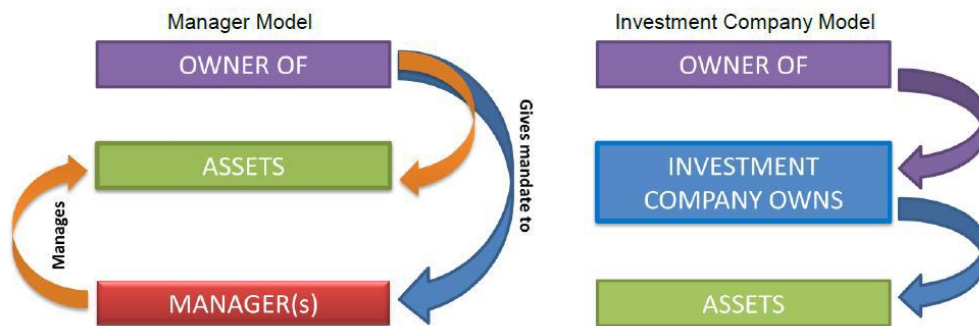 Manager Model
OWNER OF
ASSETS
MANAGER(s)
Manages
Gives mandate to
Investment Company Model
OWNER OF
INVESTMENT
COMPANY OWNS
ASSETS